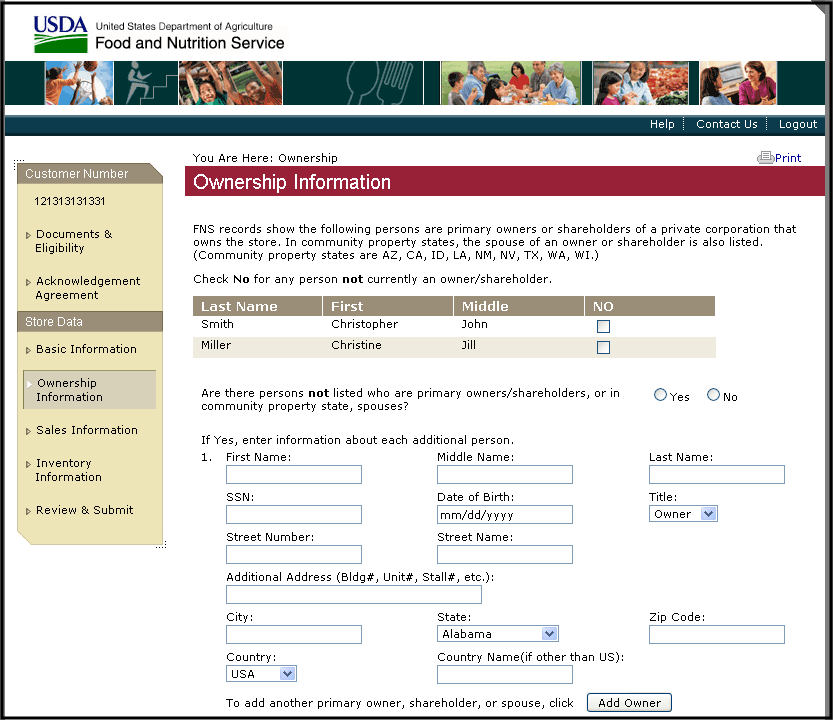 USDA United States Department of Agriculture
Food and Nutrition Service
Help Contact Us Logout
You Are Here: Ownership
Print
Customer Number
121313131331
Documents &
Eligibility
Acknowledgement
Agreement
Store Data
Basic Information
Ownership
Information
Sales Information
Inventory
Information
Review & Submit
Ownership Information
FNS records show the following persons are primary owners or shareholders of a private corporation that
owns the store. In community property states, the spouse of an owner or shareholder is also listed.
(Community property states are AZ, CA, ID, LA, NM, NV, TX, WA, WI.)
Check No for any person not currently an owner/shareholder.
Last Name First Middle NO
Smith Christopher John
Miller Christine Jill
Are there persons not listed who are primary owners/shareholders, or in
community property state, spouses?
Yes No
If Yes, enter information about each additional person.
1. First Name: Middle Name: Last Name:
SSN: Date of Birth: Title:
mm/dd/yyyy Owner
Street Number: Street Name:
Additional Address (Bldg#, Unit#, Stall#, etc.):
City: State: Zip Code:
Alabama
Country: Country Name(if other than US):
USA
To add another primary owner, shareholder, or spouse, click Add Owner